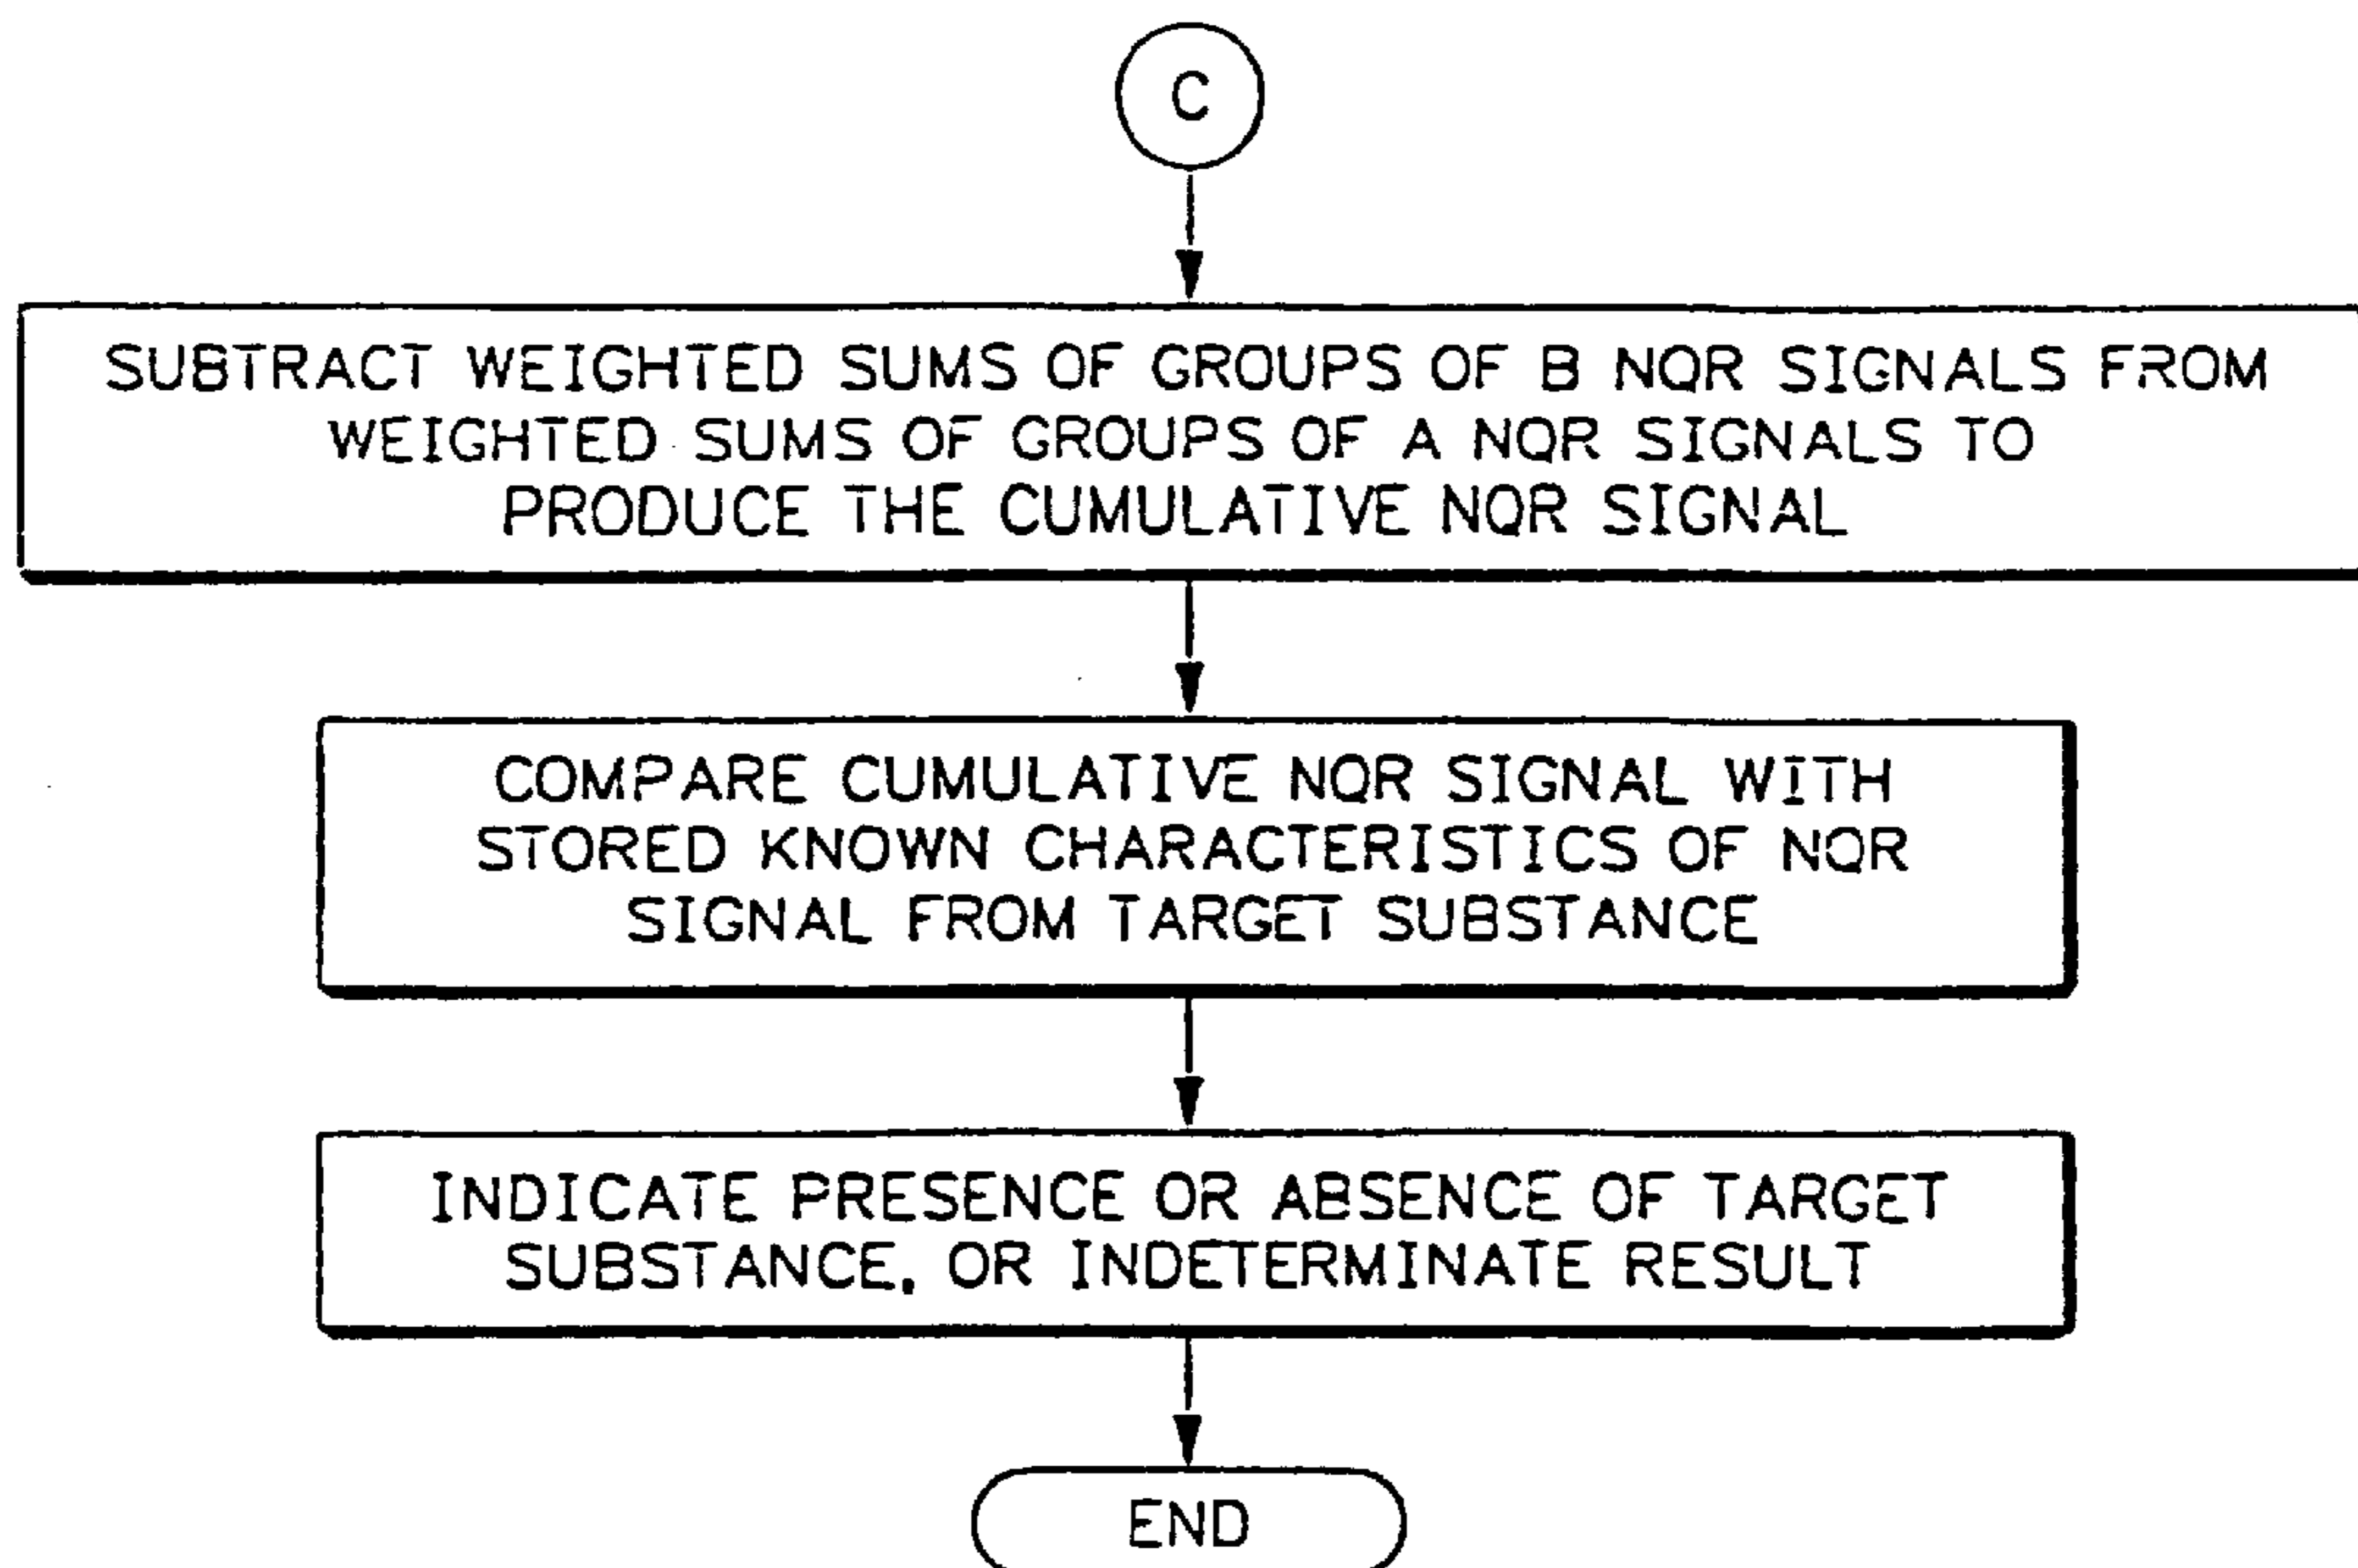 C
SUBTRACT WEIGHTED SUMS OF GROUPS OF B NQR SIGNALS FROM
WEIGHTED SUMS OF GROUPS OF A NQR SIGNALS TO
PRODUCE THE CUMULATIVE NQR SIGNAL
COMPARE CUMULATIVE NQR SIGNAL WITH
STORED KNOWN CHARACTERISTICS OF NQR
SIGNAL FROM TARGET SUBSTANCE
INDICATE PRESENCE OR ABSENCE OF TARGET
SUBSTANCE, OR INDETERMINATE RESULT
END